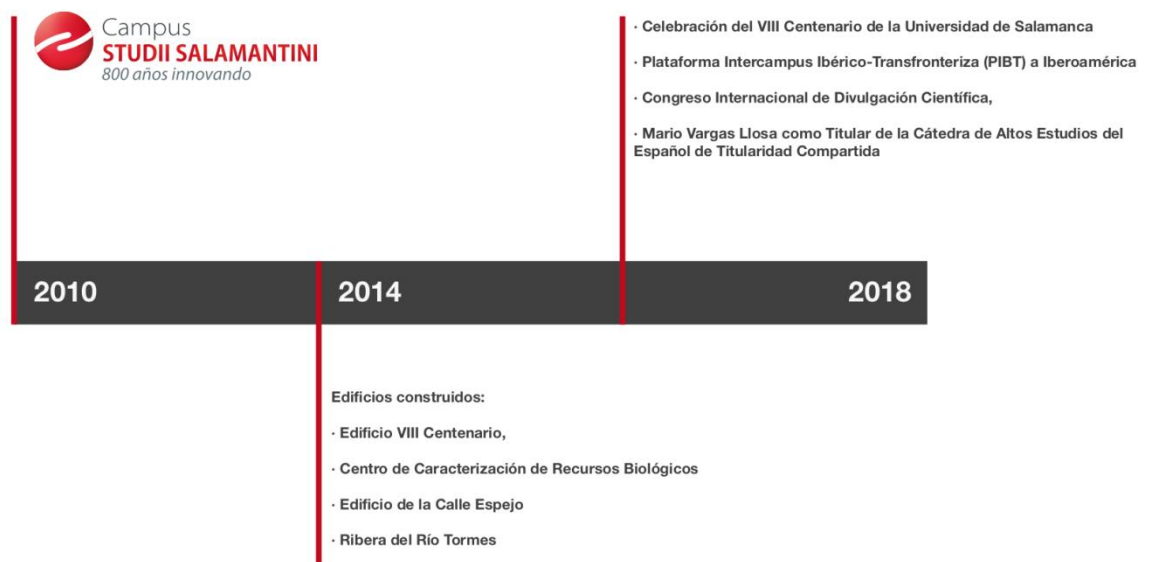 Campus
STUDII SALAMANTINI
800 años innovando
· Celebración del VIII Centenario de la Universidad de Salamanca
· Plataforma Intercampus Ibérico-Transfronteriza (PIBT) a Iberoamérica
· Congreso Internacional de Divulgación Científica,
· Mario Vargas Llosa como Titular de la Cátedra de Altos Estudios del
Español de Titularidad Compartida
2010
2014
2018
Edificios construidos:
· Edificio VIII Centenario,
· Centro de Caracterización de Recursos Biológicos
· Edificio de la Calle Espejo
· Ribera del Río Tormes